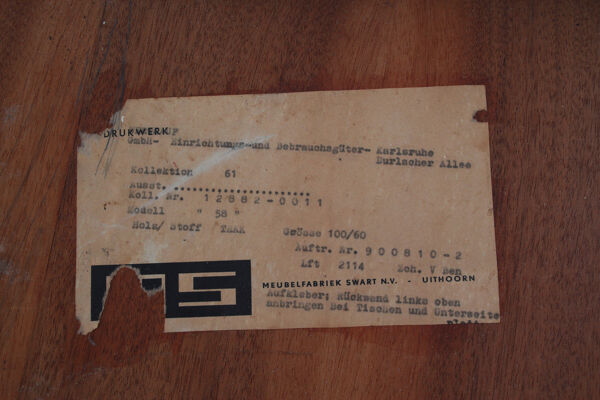 DRUKWERK
GmbH- Einrichtungs-und Gebrauchsgüter- Karlsruhe
Durlacher Allee
Kollektion 61
Ausst. ....................
Koll. Nr. 12882-0011
Modell " 58 "
Holz/ Stoff TEAK Grösse 100/60
Auftr. Nr. 900810-2
Lft 2114 Zch. V Ben
MEUBELFABRIEK SWART N.V. - UITHOORN
Aufkleber; Rückwand links oben
anbringen Bei Tischen und Unterseite